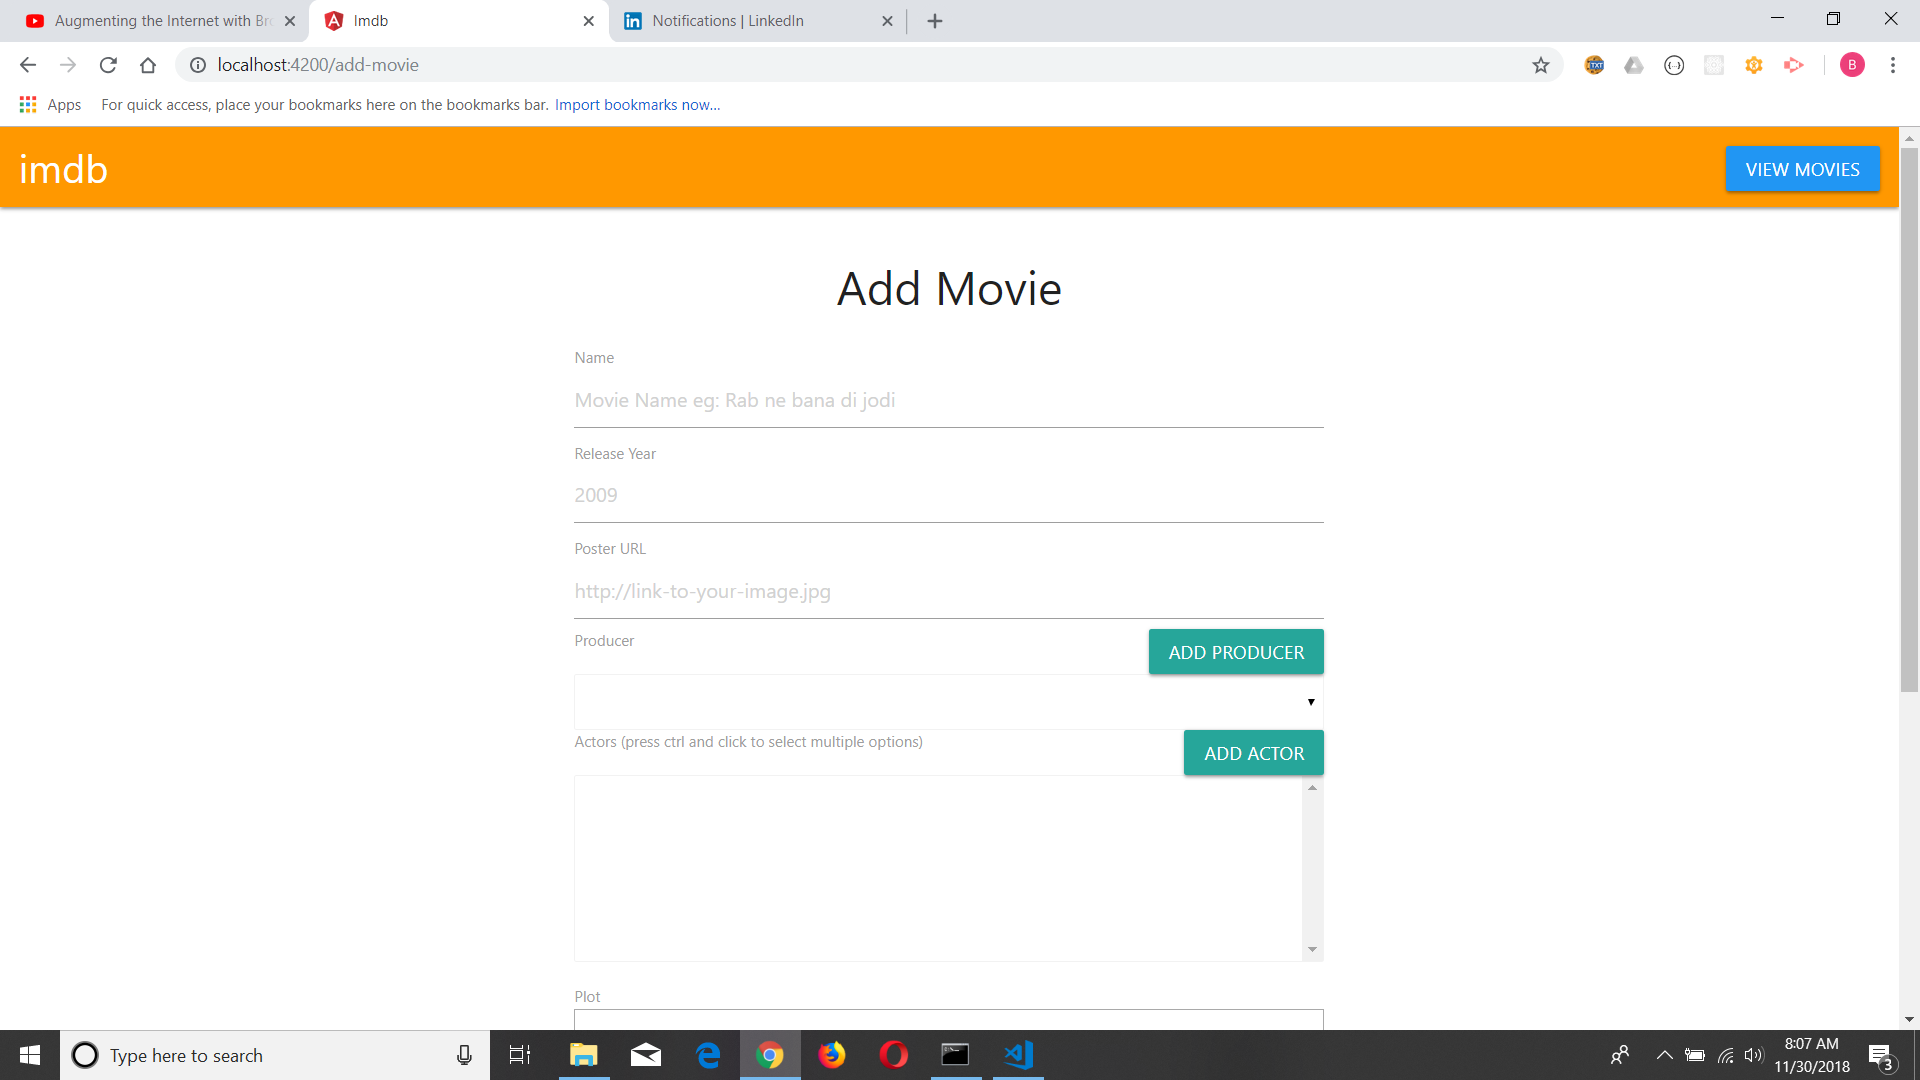 Augmenting the Internet with Bro
Imdb
Notifications | LinkedIn
localhost:4200/add-movie
B
Apps
For quick access, place your bookmarks here on the bookmarks bar. Import bookmarks now...
imdb
VIEW MOVIES
Add Movie
Name
Movie Name eg: Rab ne bana di jodi
Release Year
2009
Poster URL
http://link-to-your-image.jpg
Producer
ADD PRODUCER
Actors (press ctrl and click to select multiple options)
ADD ACTOR
Plot
Type here to search
8:07 AM
11/30/2018
3